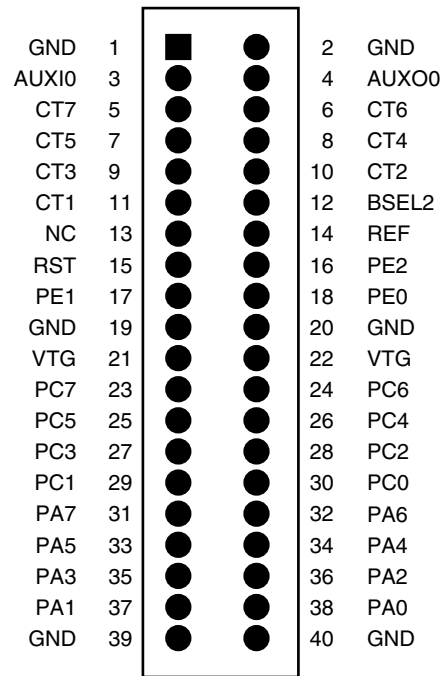 GND 1 2 GND
AUXI0 3 4 AUXO0
CT7 5 6 CT6
CT5 7 8 CT4
CT3 9 10 CT2
CT1 11 12 BSEL2
NC 13 14 REF
RST 15 16 PE2
PE1 17 18 PE0
GND 19 20 GND
VTG 21 22 VTG
PC7 23 24 PC6
PC5 25 26 PC4
PC3 27 28 PC2
PC1 29 30 PC0
PA7 31 32 PA6
PA5 33 34 PA4
PA3 35 36 PA2
PA1 37 38 PA0
GND 39 40 GND